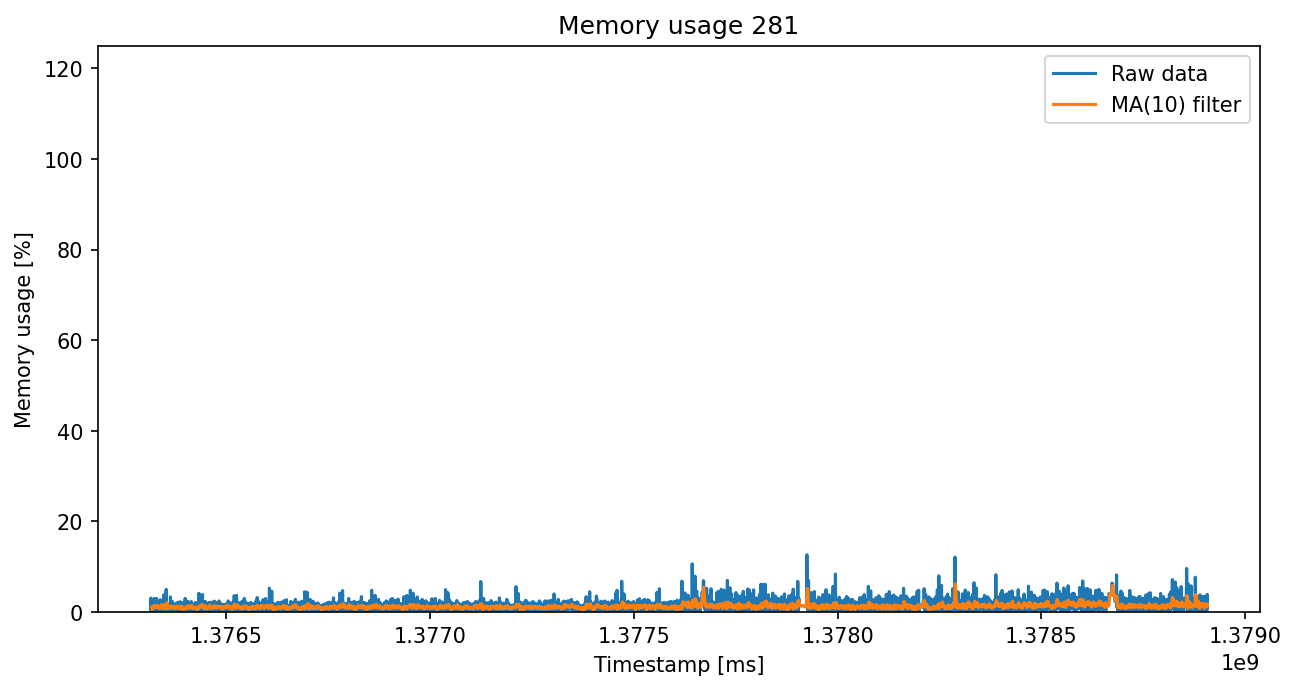 Memory usage 281
Raw data
MA(10) filter
Memory usage [%]
120
100
80
60
40
20
0
1.3765 1.3770 1.3775 1.3780 1.3785 1.3790
1e9
Timestamp [ms]